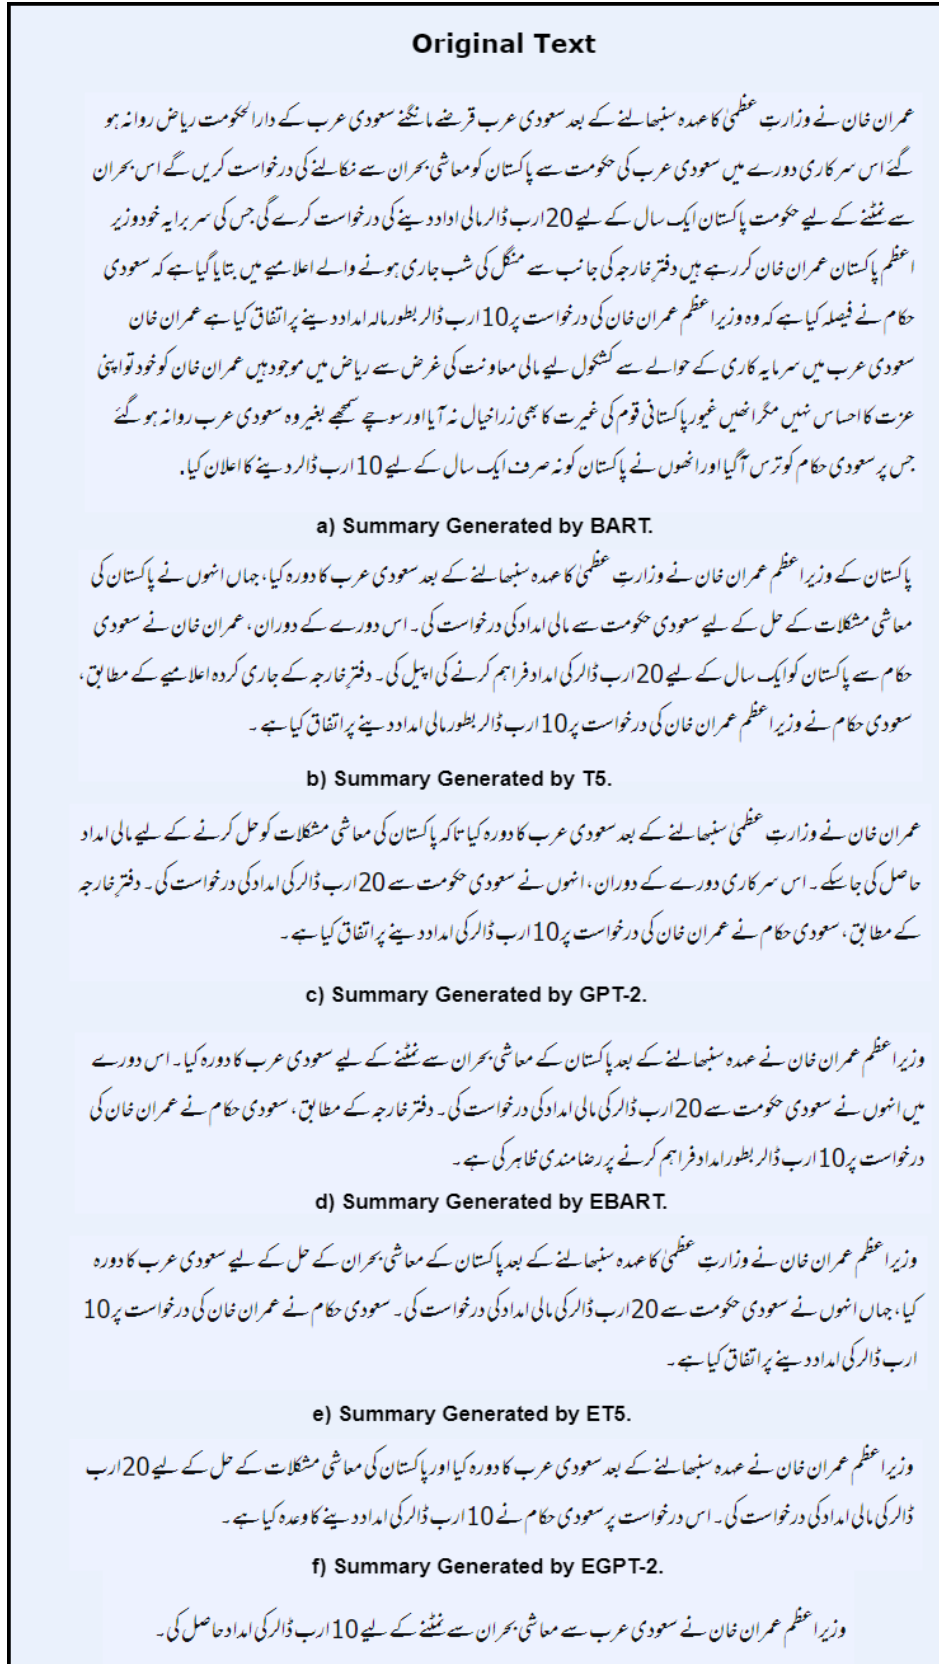 Original Text
عمران خان نے وزارتِ عظمیٰ کا عہدہ سنبھالنے کے بعد سعودی عرب قرضے مانگنے سعودی عرب کے دارالحکومت ریاض روانہ ہو
گئے اس سرکاری دورے میں سعودی عرب کی حکومت سے پاکستان کو معاشی بحران سے نکالنے کی درخواست کریں گے اس بحران
سے نمٹنے کے لیے حکومت پاکستان ایک سال کے لیے 20 ارب ڈالر مالی اداد دینے کی درخواست کرے گی جس کی سربراہ خود وزیر
اعظم پاکستان عمران خان کر رہے ہیں دفترِ خارجہ کی جانب سے منگل کی شب جاری ہونے والے اعلامیے میں بتایا گیا ہے کہ سعودی
حکام نے فیصلہ کیا ہے کہ وہ وزیر اعظم عمران خان کی درخواست پر 10 ارب ڈالر بطور مالہ امداد دینے پر اتفاق کیا ہے عمران خان
سعودی عرب میں سرمایہ کاری کے حوالے سے کشکول لیے مالی معاونت کی غرض سے ریاض میں موجود ہیں عمران خان کو خود تو اپنی
عزت کا احساس نہیں مگر انھیں غیور پاکستانی قوم کی غیرت کا بھی زرا خیال نہ آیا اور سوچے سمجھے بغیر وہ سعودی عرب روانہ ہو گئے
جس پر سعودی حکام کو ترس آگیا اور انھوں نے پاکستان کو نہ صرف ایک سال کے لیے 10 ارب ڈالر دینے کا اعلان کیا.
a) Summary Generated by BART.
پاکستان کے وزیر اعظم عمران خان نے وزارتِ عظمیٰ کا عہدہ سنبھالنے کے بعد سعودی عرب کا دورہ کیا، جہاں انہوں نے پاکستان کی
معاشی مشکلات کے حل کے لیے سعودی حکومت سے مالی امداد کی درخواست کی۔ اس دورے کے دوران، عمران خان نے سعودی
حکام سے پاکستان کو ایک سال کے لیے 20 ارب ڈالر کی امداد فراہم کرنے کی اپیل کی۔ دفترِ خارجہ کے جاری کردہ اعلامیے کے مطابق،
سعودی حکام نے وزیر اعظم عمران خان کی درخواست پر 10 ارب ڈالر بطور مالی امداد دینے پر اتفاق کیا ہے۔
b) Summary Generated by T5.
عمران خان نے وزارتِ عظمیٰ سنبھالنے کے بعد سعودی عرب کا دورہ کیا تاکہ پاکستان کی معاشی مشکلات کو حل کرنے کے لیے مالی امداد
حاصل کی جا سکے۔ اس سرکاری دورے کے دوران، انہوں نے سعودی حکومت سے 20 ارب ڈالر کی امداد کی درخواست کی۔ دفترِ خارجہ
کے مطابق، سعودی حکام نے عمران خان کی درخواست پر 10 ارب ڈالر کی امداد دینے پر اتفاق کیا ہے۔
c) Summary Generated by GPT-2.
وزیر اعظم عمران خان نے عہدہ سنبھالنے کے بعد پاکستان کے معاشی بحران سے نمٹنے کے لیے سعودی عرب کا دورہ کیا۔ اس دورے
میں انہوں نے سعودی حکومت سے 20 ارب ڈالر کی مالی امداد کی درخواست کی۔ دفتر خارجہ کے مطابق، سعودی حکام نے عمران خان کی
درخواست پر 10 ارب ڈالر بطور امداد فراہم کرنے پر رضامندی ظاہر کی ہے۔
d) Summary Generated by EBART.
وزیر اعظم عمران خان نے وزارتِ عظمیٰ کا عہدہ سنبھالنے کے بعد پاکستان کے معاشی بحران کے حل کے لیے سعودی عرب کا دورہ
کیا، جہاں انہوں نے سعودی حکومت سے 20 ارب ڈالر کی مالی امداد کی درخواست کی۔ سعودی حکام نے عمران خان کی درخواست پر 10
ارب ڈالر کی امداد دینے پر اتفاق کیا ہے۔
e) Summary Generated by ET5.
وزیر اعظم عمران خان نے عہدہ سنبھالنے کے بعد سعودی عرب کا دورہ کیا اور پاکستان کی معاشی مشکلات کے حل کے لیے 20 ارب
ڈالر کی مالی امداد کی درخواست کی۔ اس درخواست پر سعودی حکام نے 10 ارب ڈالر کی امداد دینے کا وعدہ کیا ہے۔
f) Summary Generated by EGPT-2.
وزیر اعظم عمران خان نے سعودی عرب سے معاشی بحران سے نمٹنے کے لیے 10 ارب ڈالر کی امداد حاصل کی۔